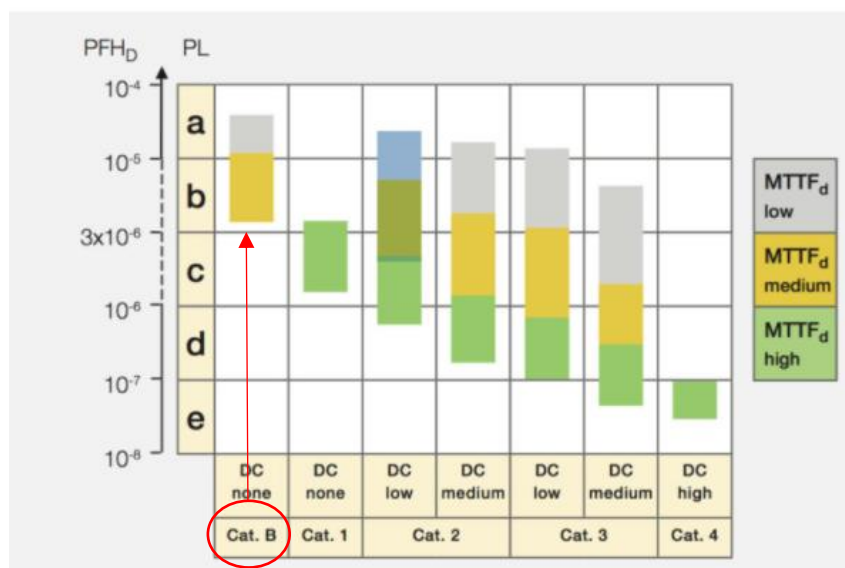 PFHD PL
10-4
a
10-5
b
3x10-6
c
10-6
d
10-7
e
10-8
MTTFd
low
MTTFd
medium
MTTFd
high
DC DC DC DC DC DC DC
none none low medium low medium high
Cat. B Cat. 1 Cat. 2 Cat. 3 Cat. 4